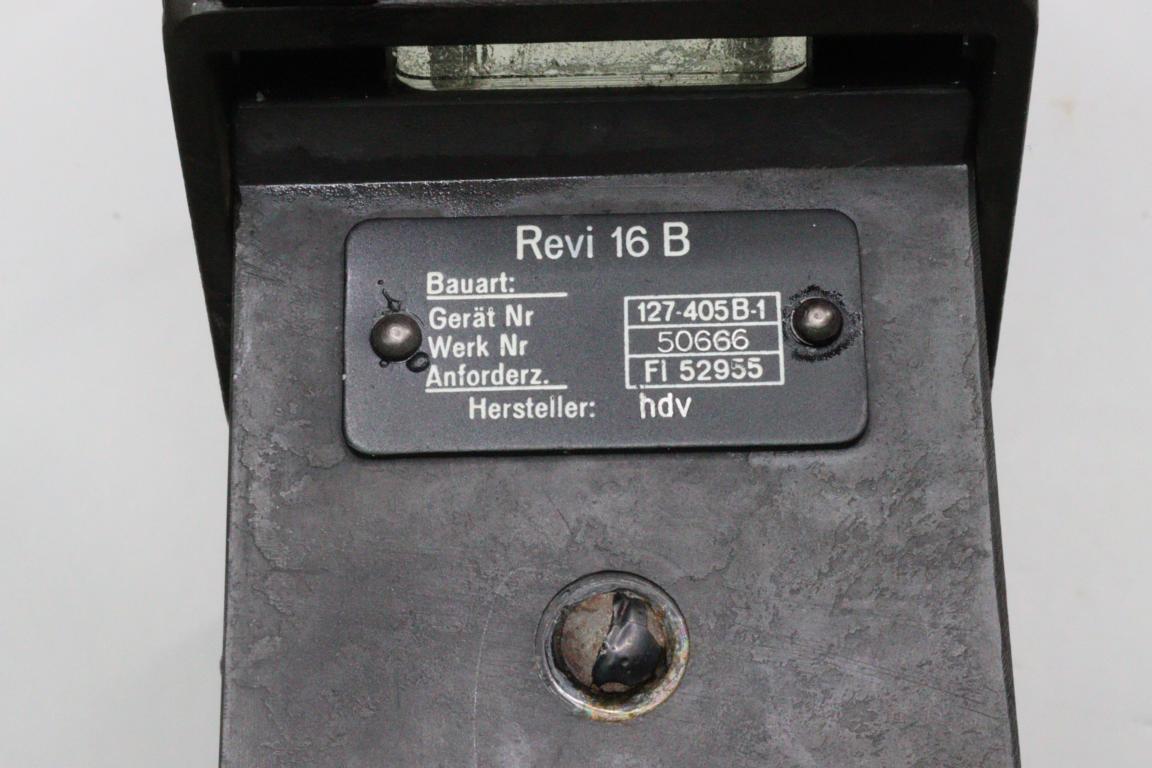 Revi 16 B
Bauart:
Gerät Nr 127-405B-1
Werk Nr 50666
Anforderz. Fl 52955
Hersteller: hdv